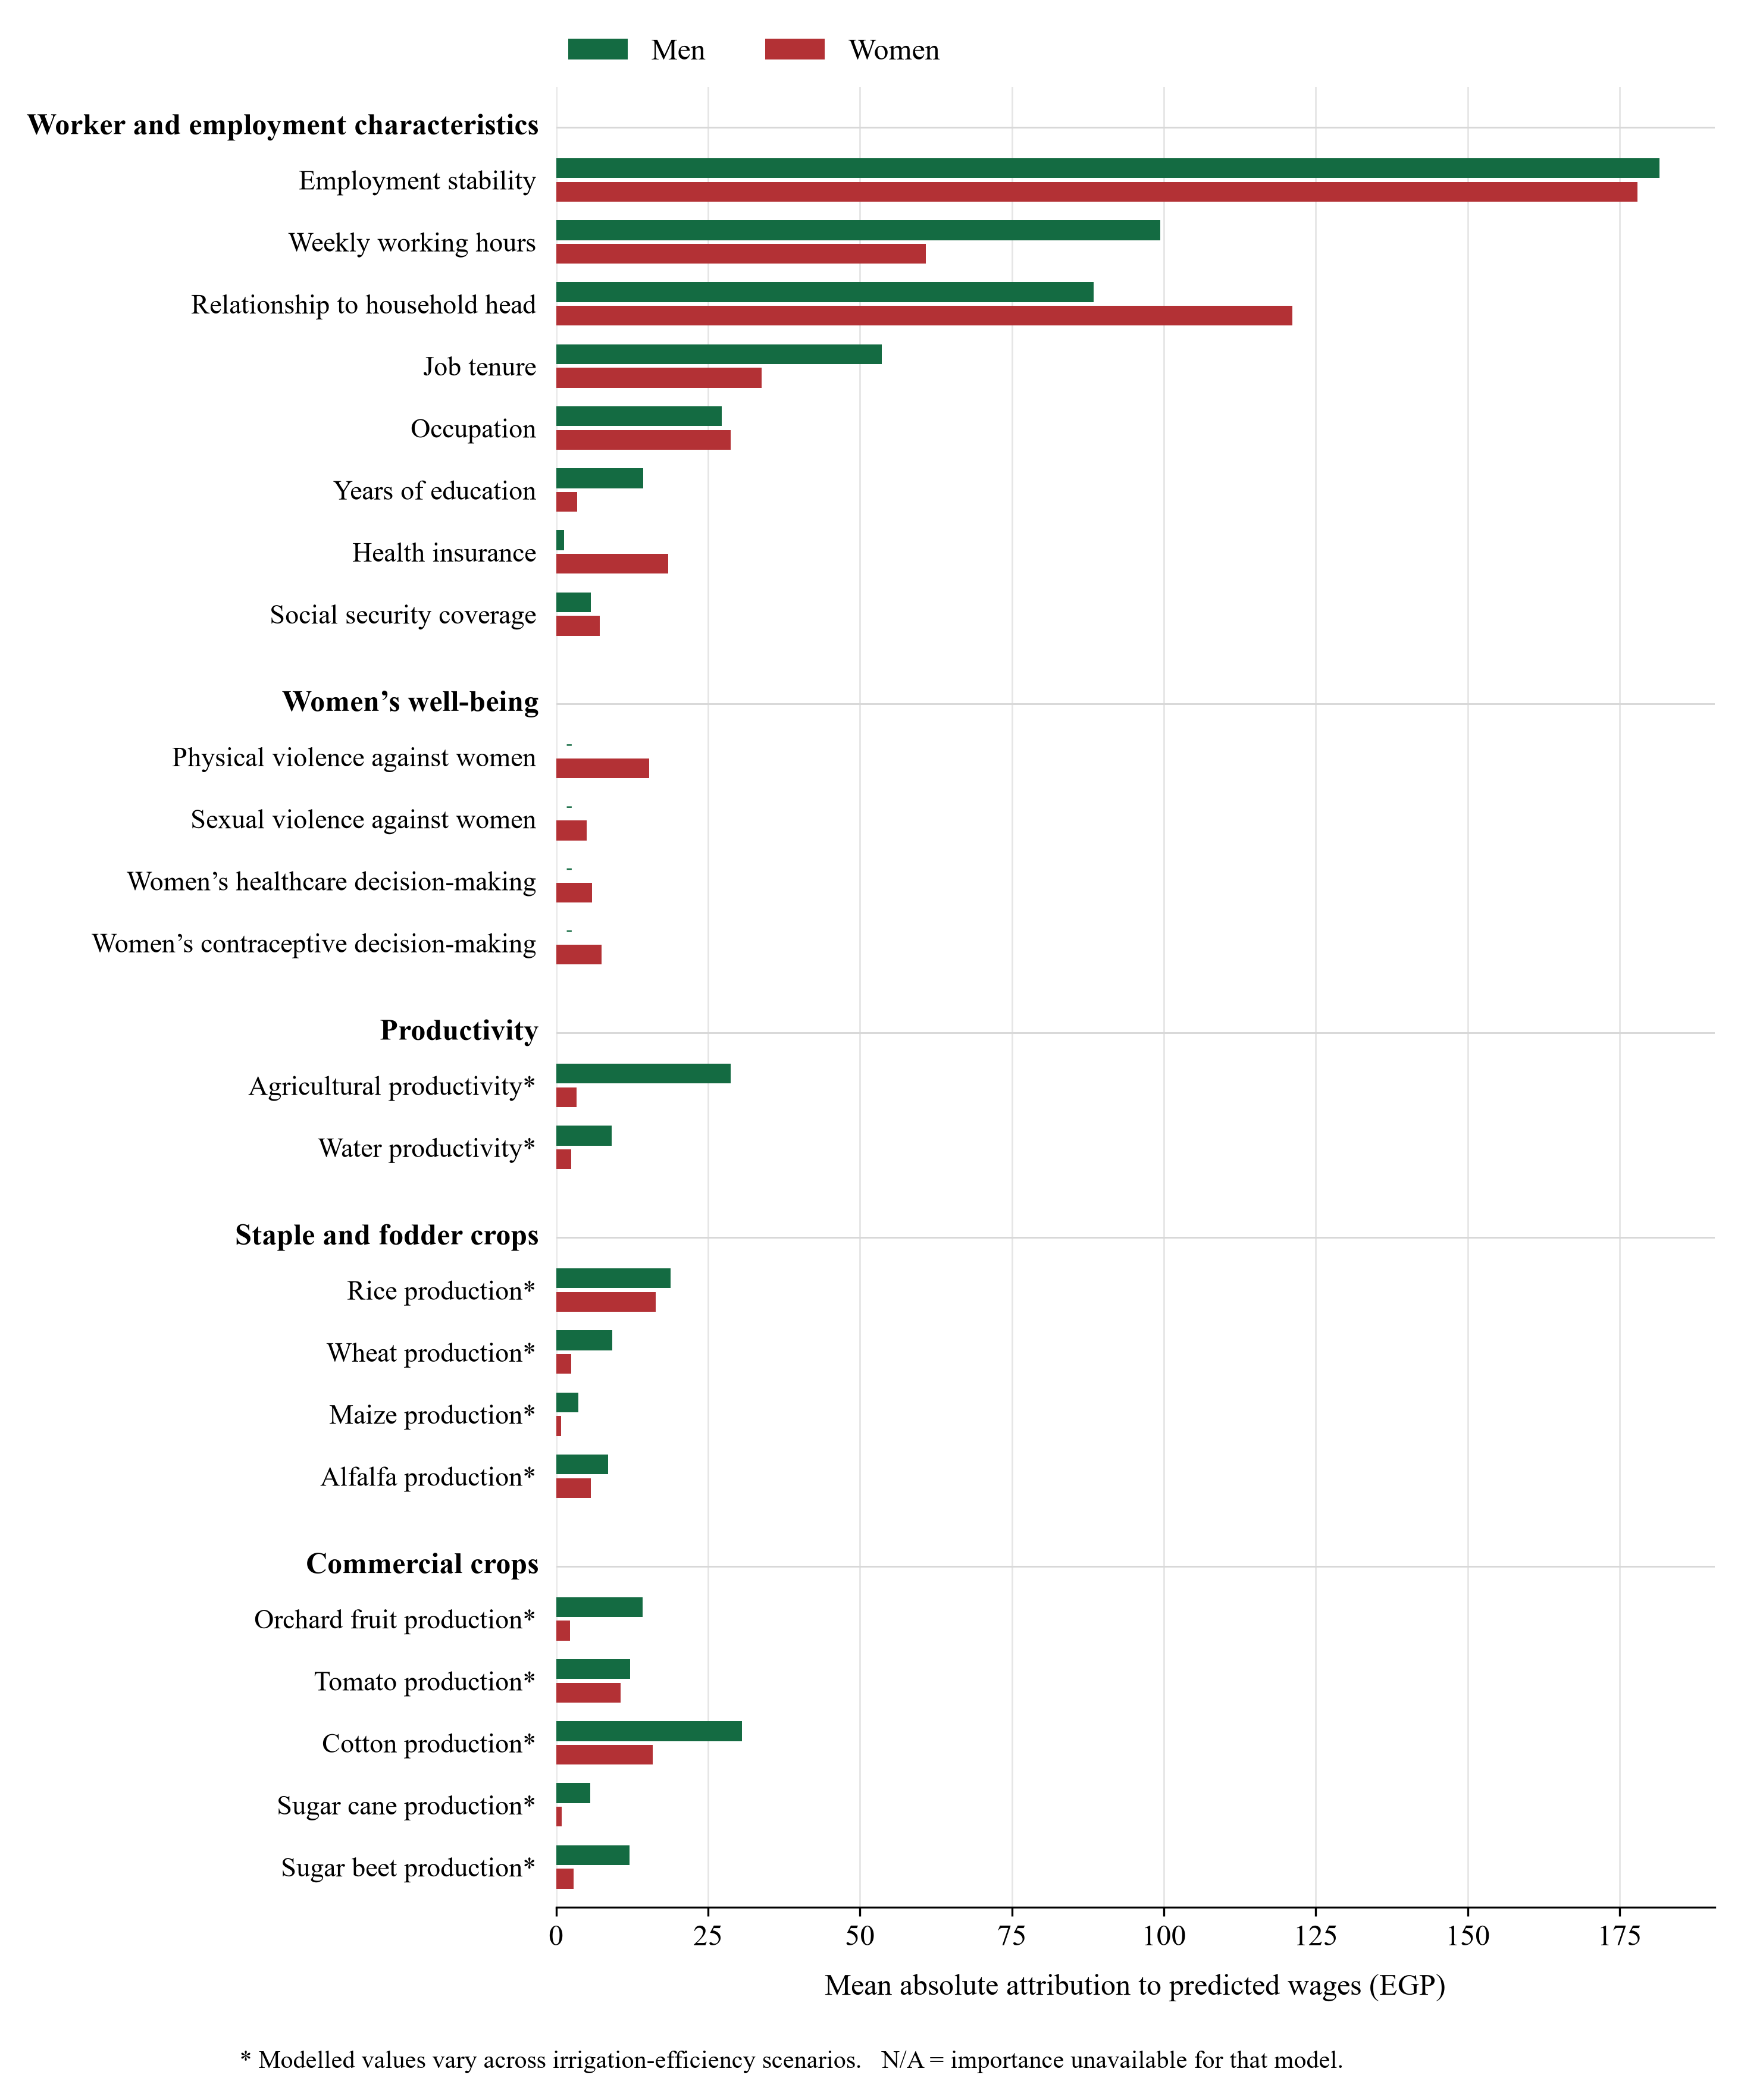 Men Women
Worker and employment characteristics
Employment stability
Weekly working hours
Relationship to household head
Job tenure
Occupation
Years of education
Health insurance
Social security coverage
Women’s well-being
Physical violence against women
-
Sexual violence against women
-
Women’s healthcare decision-making
-
Women’s contraceptive decision-making
-
Productivity
Agricultural productivity*
Water productivity*
Staple and fodder crops
Rice production*
Wheat production*
Maize production*
Alfalfa production*
Commercial crops
Orchard fruit production*
Tomato production*
Cotton production*
Sugar cane production*
Sugar beet production*
0 25 50 75 100 125 150 175
Mean absolute attribution to predicted wages (EGP)
* Modelled values vary across irrigation-efficiency scenarios. N/A = importance unavailable for that model.